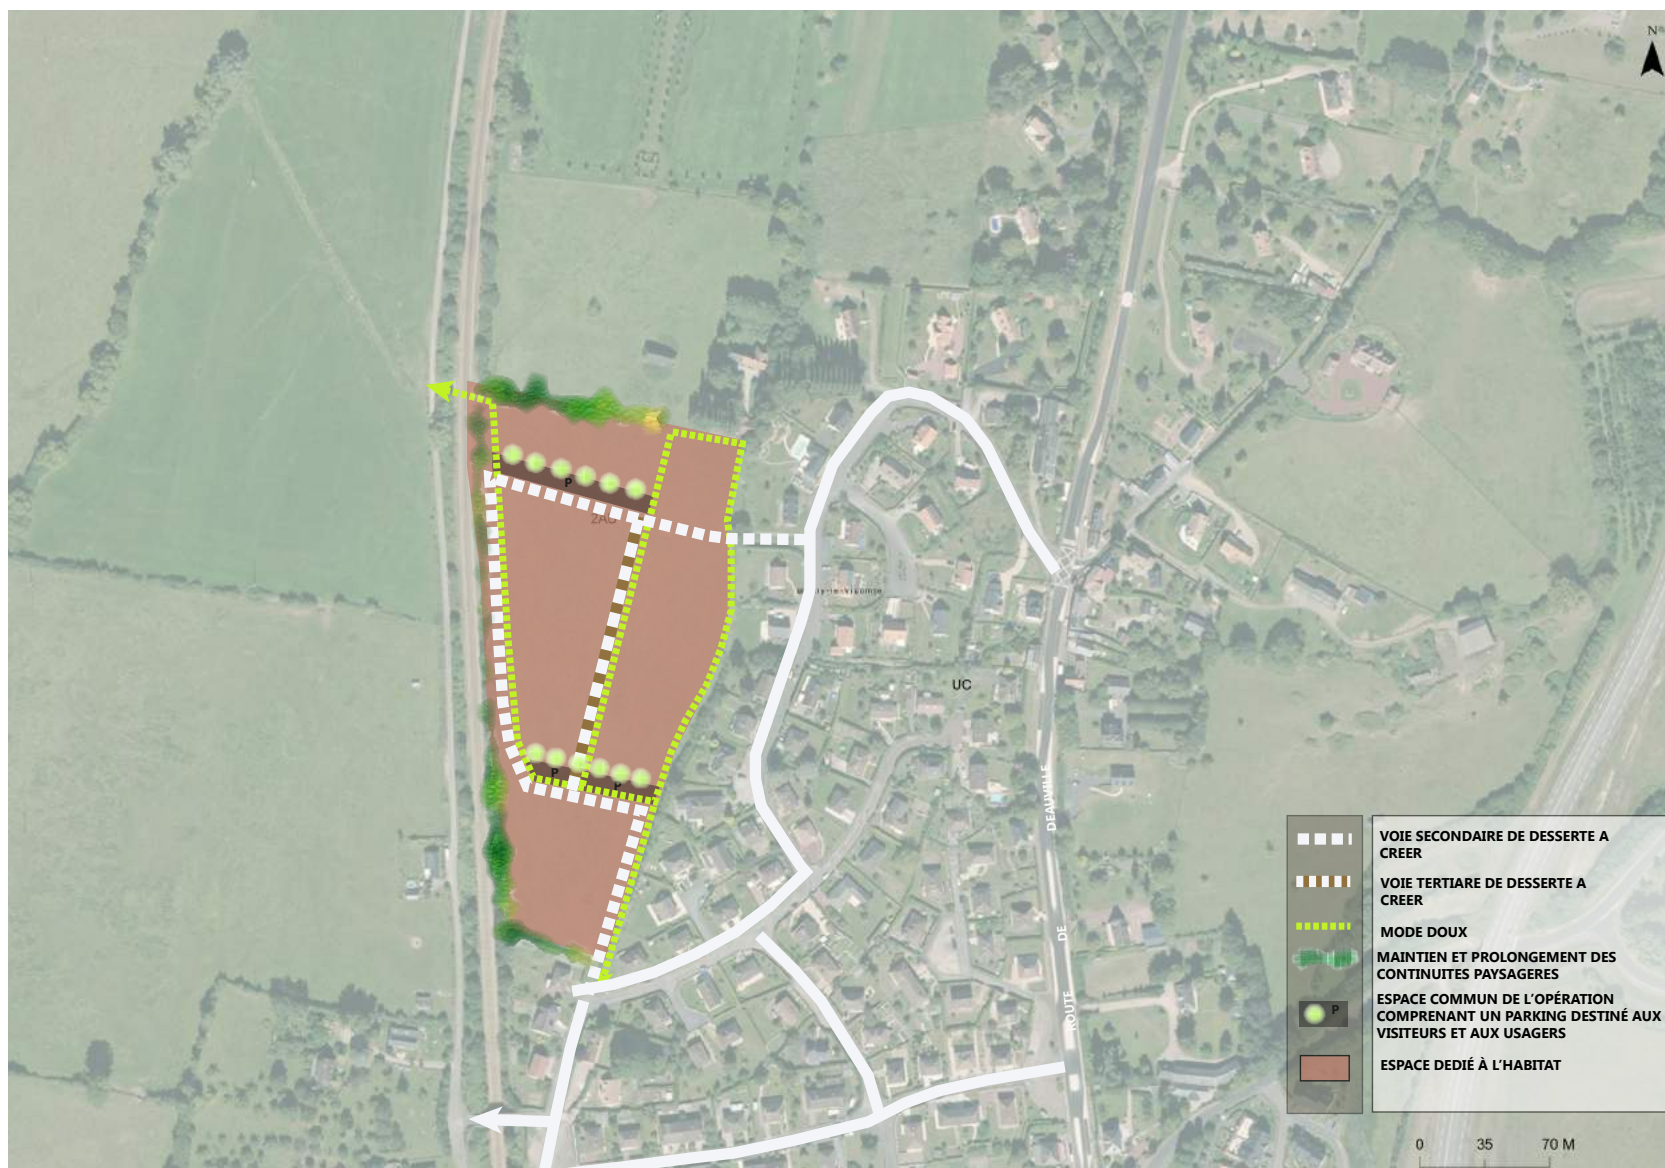 N
P
2AU
UC
P
P
DEAUVILLE
DE
ROUTE
VOIE SECONDAIRE DE DESSERTE A
CREER
VOIE TERTIARE DE DESSERTE A
CREER
MODE DOUX
MAINTIEN ET PROLONGEMENT DES
CONTINUITES PAYSAGERES
P
ESPACE COMMUN DE L’OPÉRATION
COMPRENANT UN PARKING DESTINÉ AUX
VISITEURS ET AUX USAGERS
ESPACE DEDIÉ À L’HABITAT
0 35 70 M